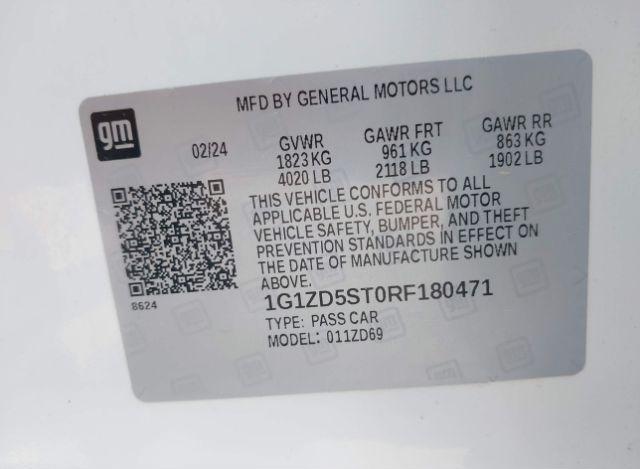 MFD BY GENERAL MOTORS LLC
gm
02/24 GVWR GAWR FRT GAWR RR
1823 KG 961 KG 863 KG
4020 LB 2118 LB 1902 LB
THIS VEHICLE CONFORMS TO ALL
APPLICABLE U.S. FEDERAL MOTOR
VEHICLE SAFETY, BUMPER, AND THEFT
PREVENTION STANDARDS IN EFFECT ON
THE DATE OF MANUFACTURE SHOWN
ABOVE.
8624
1G1ZD5ST0RF180471
TYPE: PASS CAR
MODEL: 011ZD69